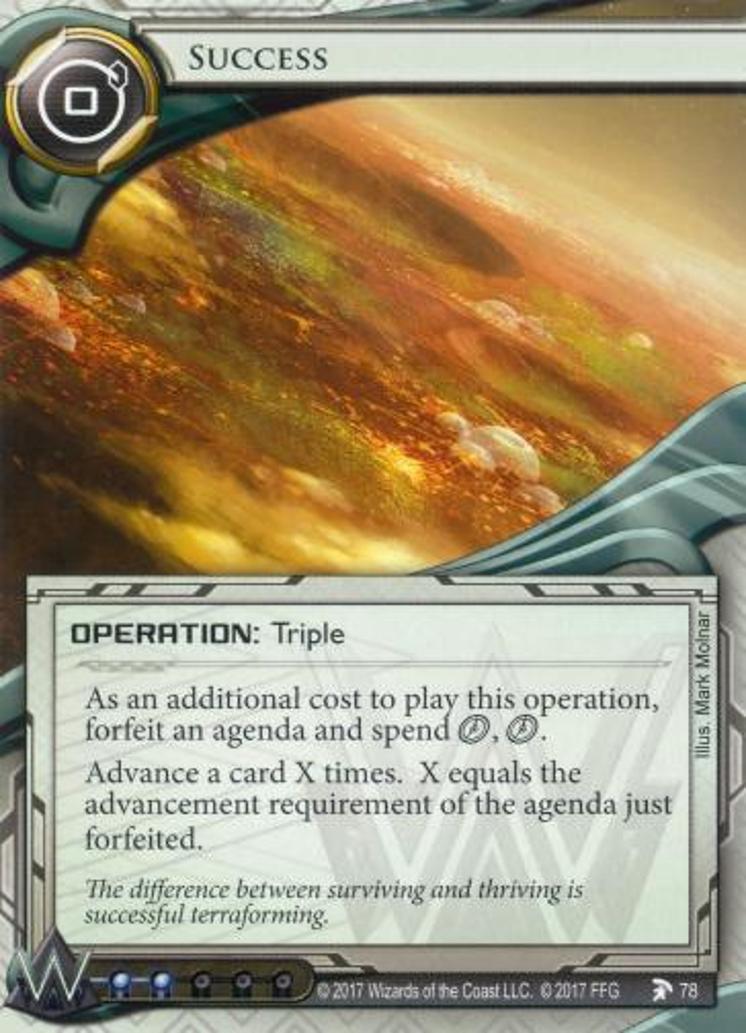 SUCCESS
OPERATION: Triple
As an additional cost to play this operation,
forfeit an agenda and spend , .
Advance a card X times. X equals the
advancement requirement of the agenda just
forfeited.
The difference between surviving and thriving is
successful terraforming.
Illus. Mark Molnar
© 2017 Wizards of the Coast LLC. © 2017 FFG
78